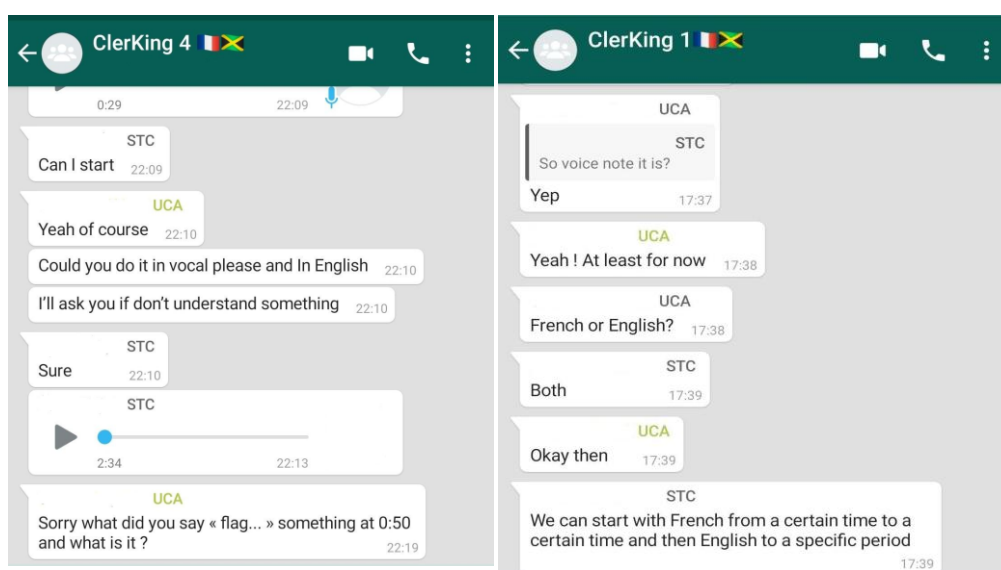 ClerKing 4 🇫🇷🇯🇲
0:29 22:09
STC
Can I start 22:09
UCA
Yeah of course 22:10
Could you do it in vocal please and In English 22:10
I'll ask you if don't understand something 22:10
STC
Sure 22:10
STC
2:34 22:13
UCA
Sorry what did you say « flag... » something at 0:50
and what is it ? 22:19
ClerKing 1🇫🇷🇯🇲
UCA
STC
So voice note it is?
Yep 17:37
UCA
Yeah ! At least for now 17:38
UCA
French or English? 17:38
STC
Both 17:39
UCA
Okay then 17:39
STC
We can start with French from a certain time to a
certain time and then English to a specific period
17:39